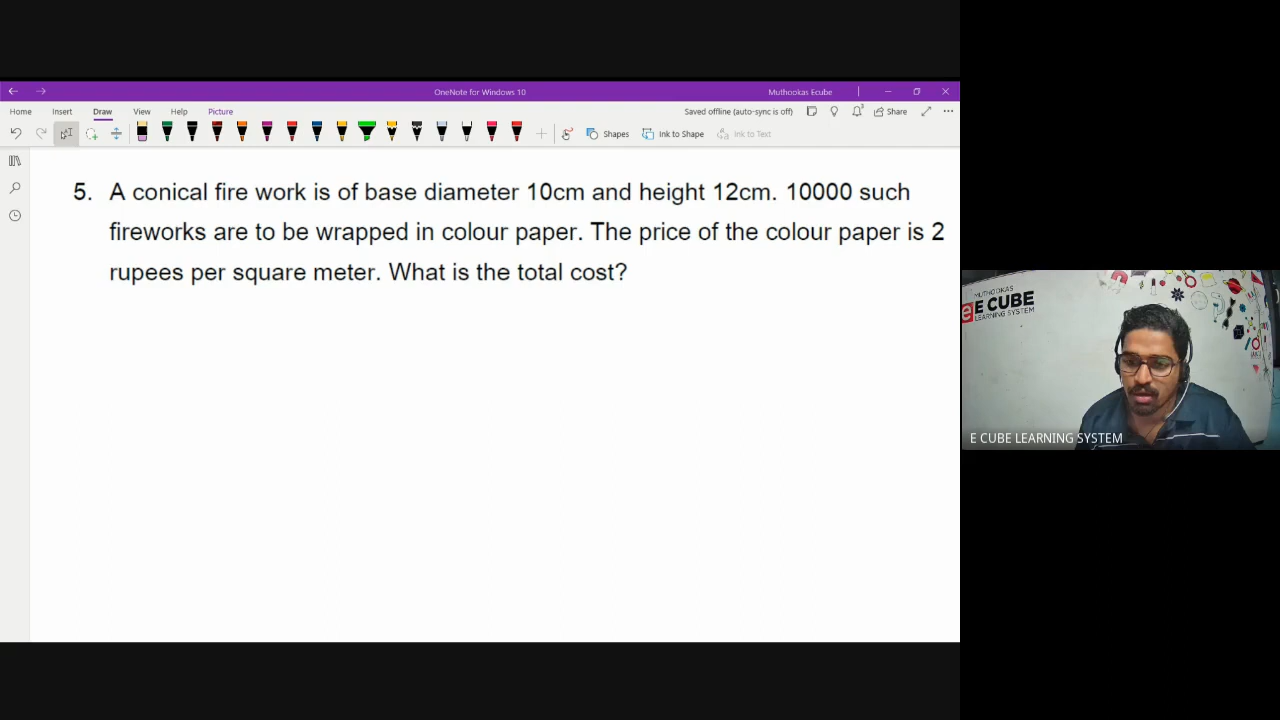 OneNote for Windows 10
Muthookas Ecube
Home Insert Draw View Help Picture
Saved offline (auto-sync is off)
3
Share
Shapes
Ink to Shape
Ink to Text
5. A conical fire work is of base diameter 10cm and height 12cm. 10000 such
fireworks are to be wrapped in colour paper. The price of the colour paper is 2
rupees per square meter. What is the total cost?
MUTHOOKAS
e E CUBE
LEARNING SYSTEM
E CUBE LEARNING SYSTEM